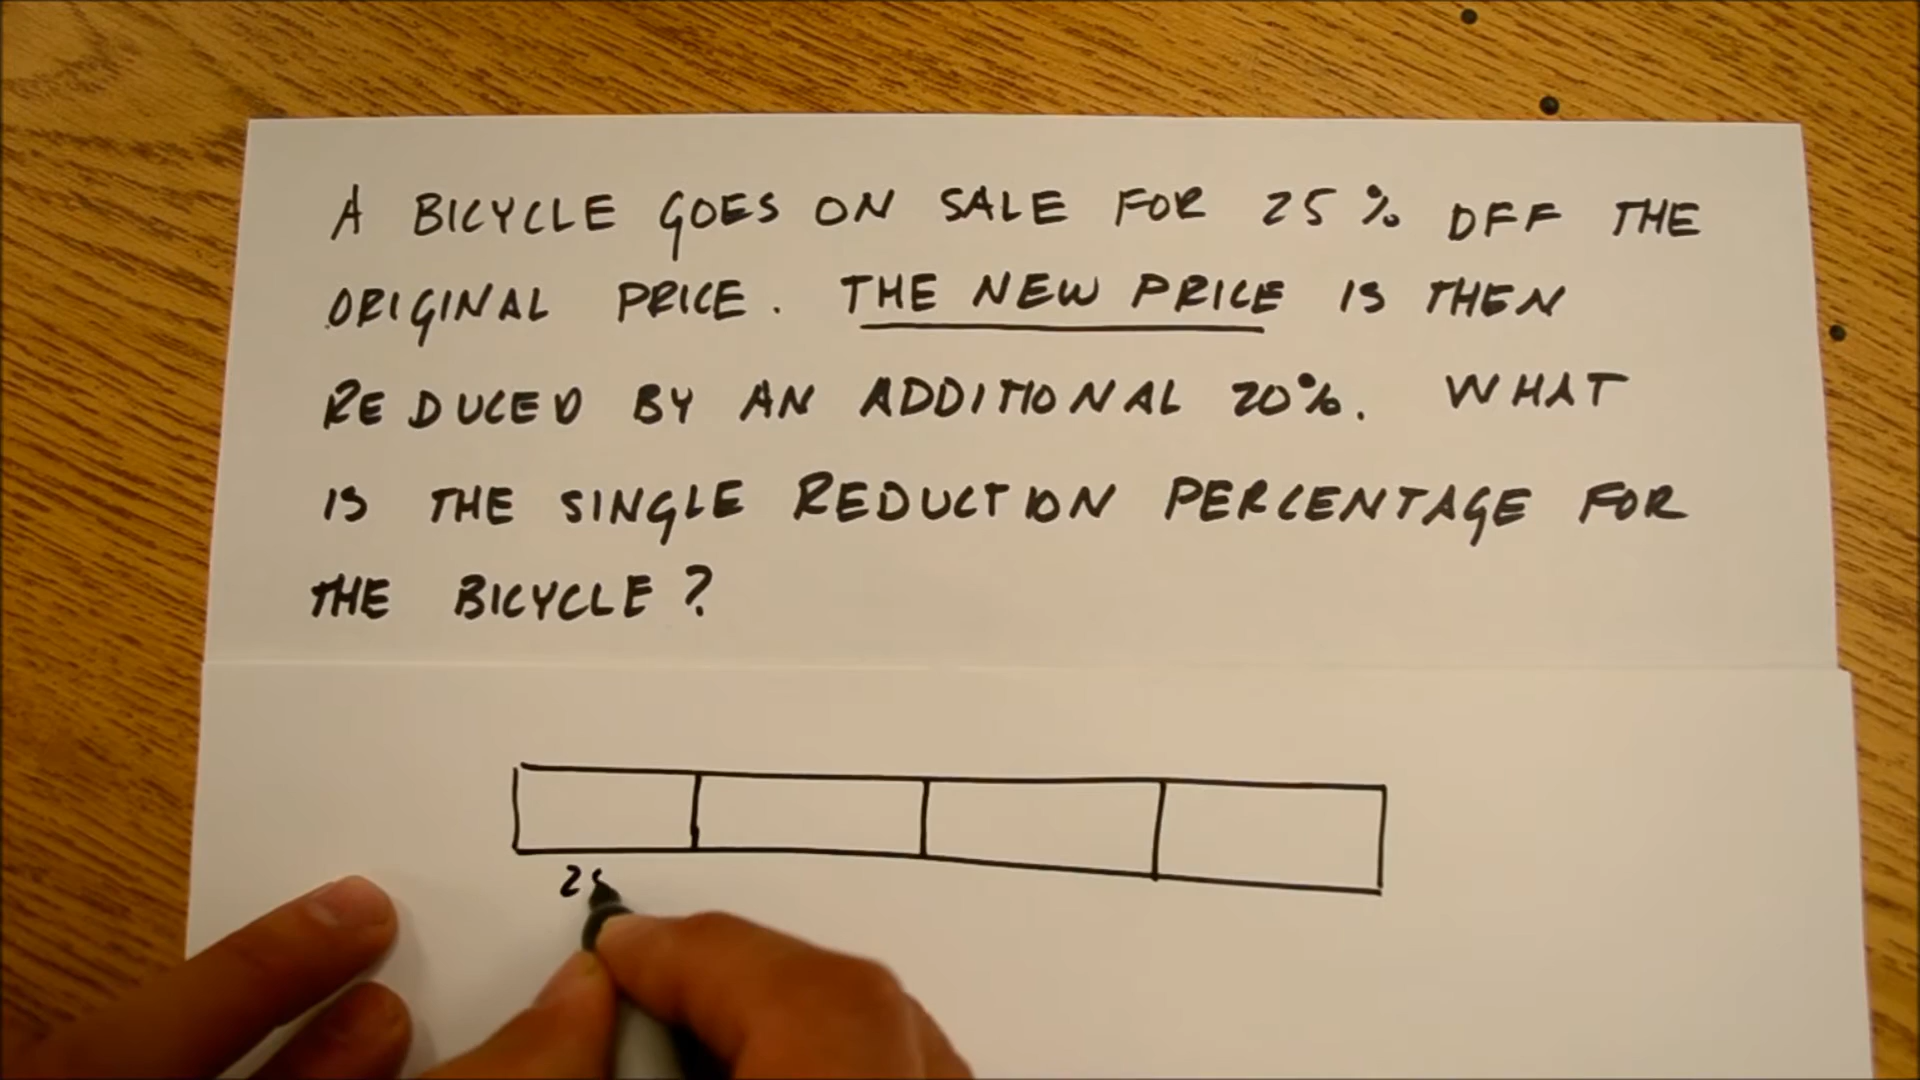 A BICYCLE GOES ON SALE FOR 25% OFF THE
ORIGINAL PRICE. THE NEW PRICE IS THEN
REDUCED BY AN ADDITIONAL 20%. WHAT
IS THE SINGLE REDUCTION PERCENTAGE FOR
THE BICYCLE?